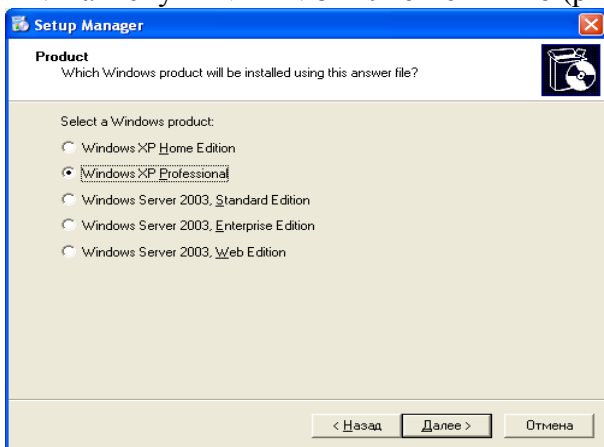 Setup Manager
Product
Which Windows product will be installed using this answer file?
Select a Windows product:
Windows XP Home Edition
Windows XP Professional
Windows Server 2003, Standard Edition
Windows Server 2003, Enterprise Edition
Windows Server 2003, Web Edition
< Назад Далее > Отмена